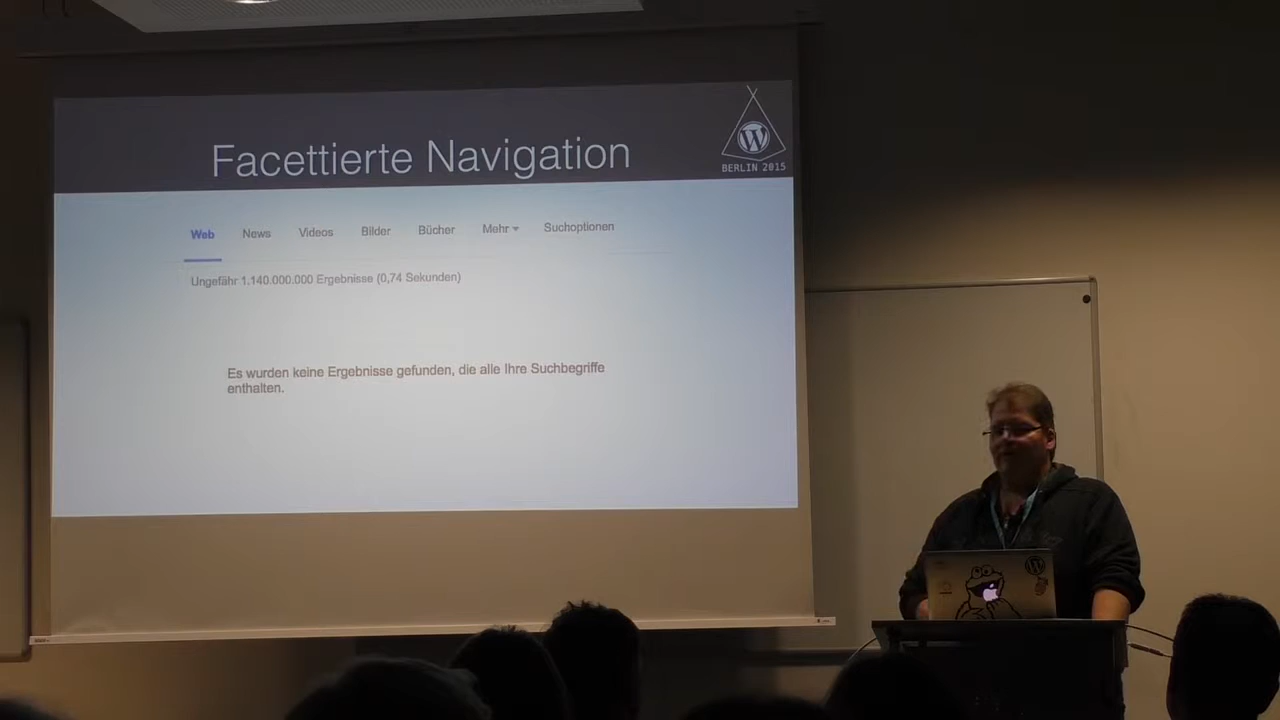 Facettierte Navigation
W
BERLIN 2015
Web News Videos Bilder Bücher Mehr Suchoptionen
Ungefähr 1.140.000.000 Ergebnisse (0,74 Sekunden)
Es wurden keine Ergebnisse gefunden, die alle Ihre Suchbegriffe
enthalten.
W